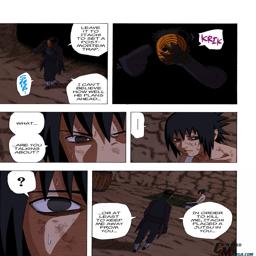 LEAVE
IT TO
ITACHI
TO SET A
POST-
MORTEM
TRAP.
I CAN'T
BELIEVE
HOW WELL
HE PLANS
AHEAD...
KRIK
WHAT...
...ARE YOU
TALKING
ABOUT?
?
IN ORDER
TO KILL
ME, ITACHI
PLACED A
JUTSU IN
YOU...
...OR AT
LEAST TO
KEEP ME
AWAY
FROM
YOU...